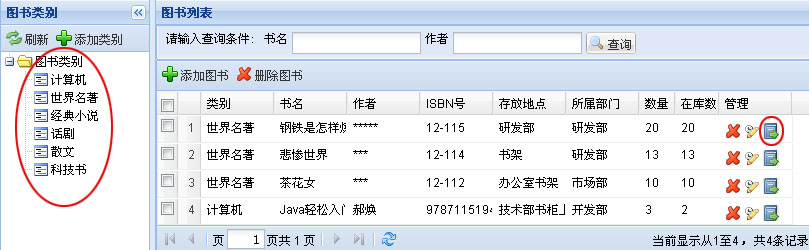 图书类别
刷新 添加类别
图书类别
计算机
世界名著
经典小说
话剧
散文
科技书
图书列表
请输入查询条件: 书名 作者 查询
添加图书 删除图书
类别 书名 作者 ISBN号 存放地点 所属部门 数量 在库数 管理
1 世界名著 钢铁是怎样炼 ***** 12-115 研发部 研发部 20 20
2 世界名著 悲惨世界 *** 12-114 书架 研发部 13 13
3 世界名著 茶花女 *** 12-112 办公室书架 市场部 10 10
4 计算机 Java轻松入门 郝焕 9787115194 技术部书柜上 开发部 3 2
页 1 页共 1 页 当前显示从1至4，共4条记录